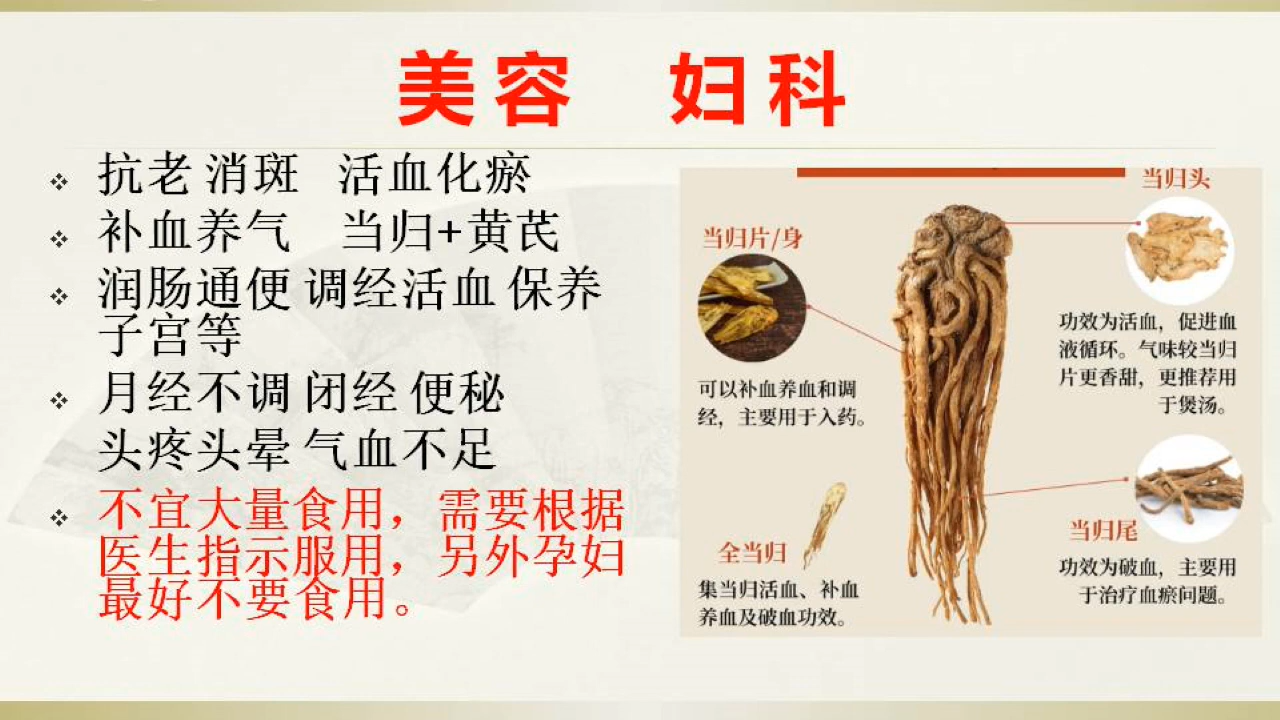 美容 妇科
抗老 消斑 活血化瘀
补血养气 当归+黄芪
润肠通便 调经活血 保养
子宫等
月经不调 闭经 便秘
头疼头晕 气血不足
不宜大量食用，需要根据
医生指示服用，另外孕妇
最好不要食用。
当归片/身
可以补血养血和调
经，主要用于入药。
全当归
集当归活血、补血
养血及破血功效。
当归头
功效为活血，促进血
液循环。气味较当归
片更香甜，更推荐用
于煲汤。
当归尾
功效为破血，主要用
于治疗血瘀问题。